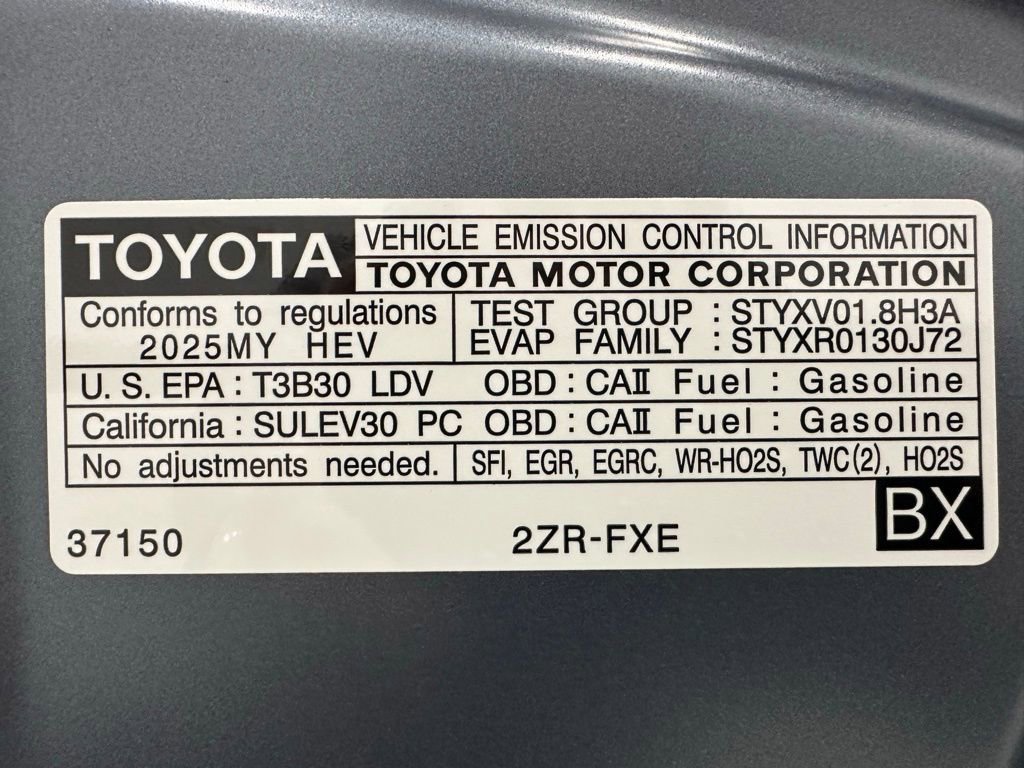 TOYOTA VEHICLE EMISSION CONTROL INFORMATION
TOYOTA MOTOR CORPORATION
Conforms to regulations
2025MY HEV
TEST GROUP : STYXV01.8H3A
EVAP FAMILY : STYXR0130J72
U. S. EPA : T3B30 LDV OBD : CAII Fuel : Gasoline
California : SULEV30 PC OBD : CAII Fuel : Gasoline
No adjustments needed. SFI, EGR, EGRC, WR-HO2S, TWC(2), HO2S
37150 2ZR-FXE BX